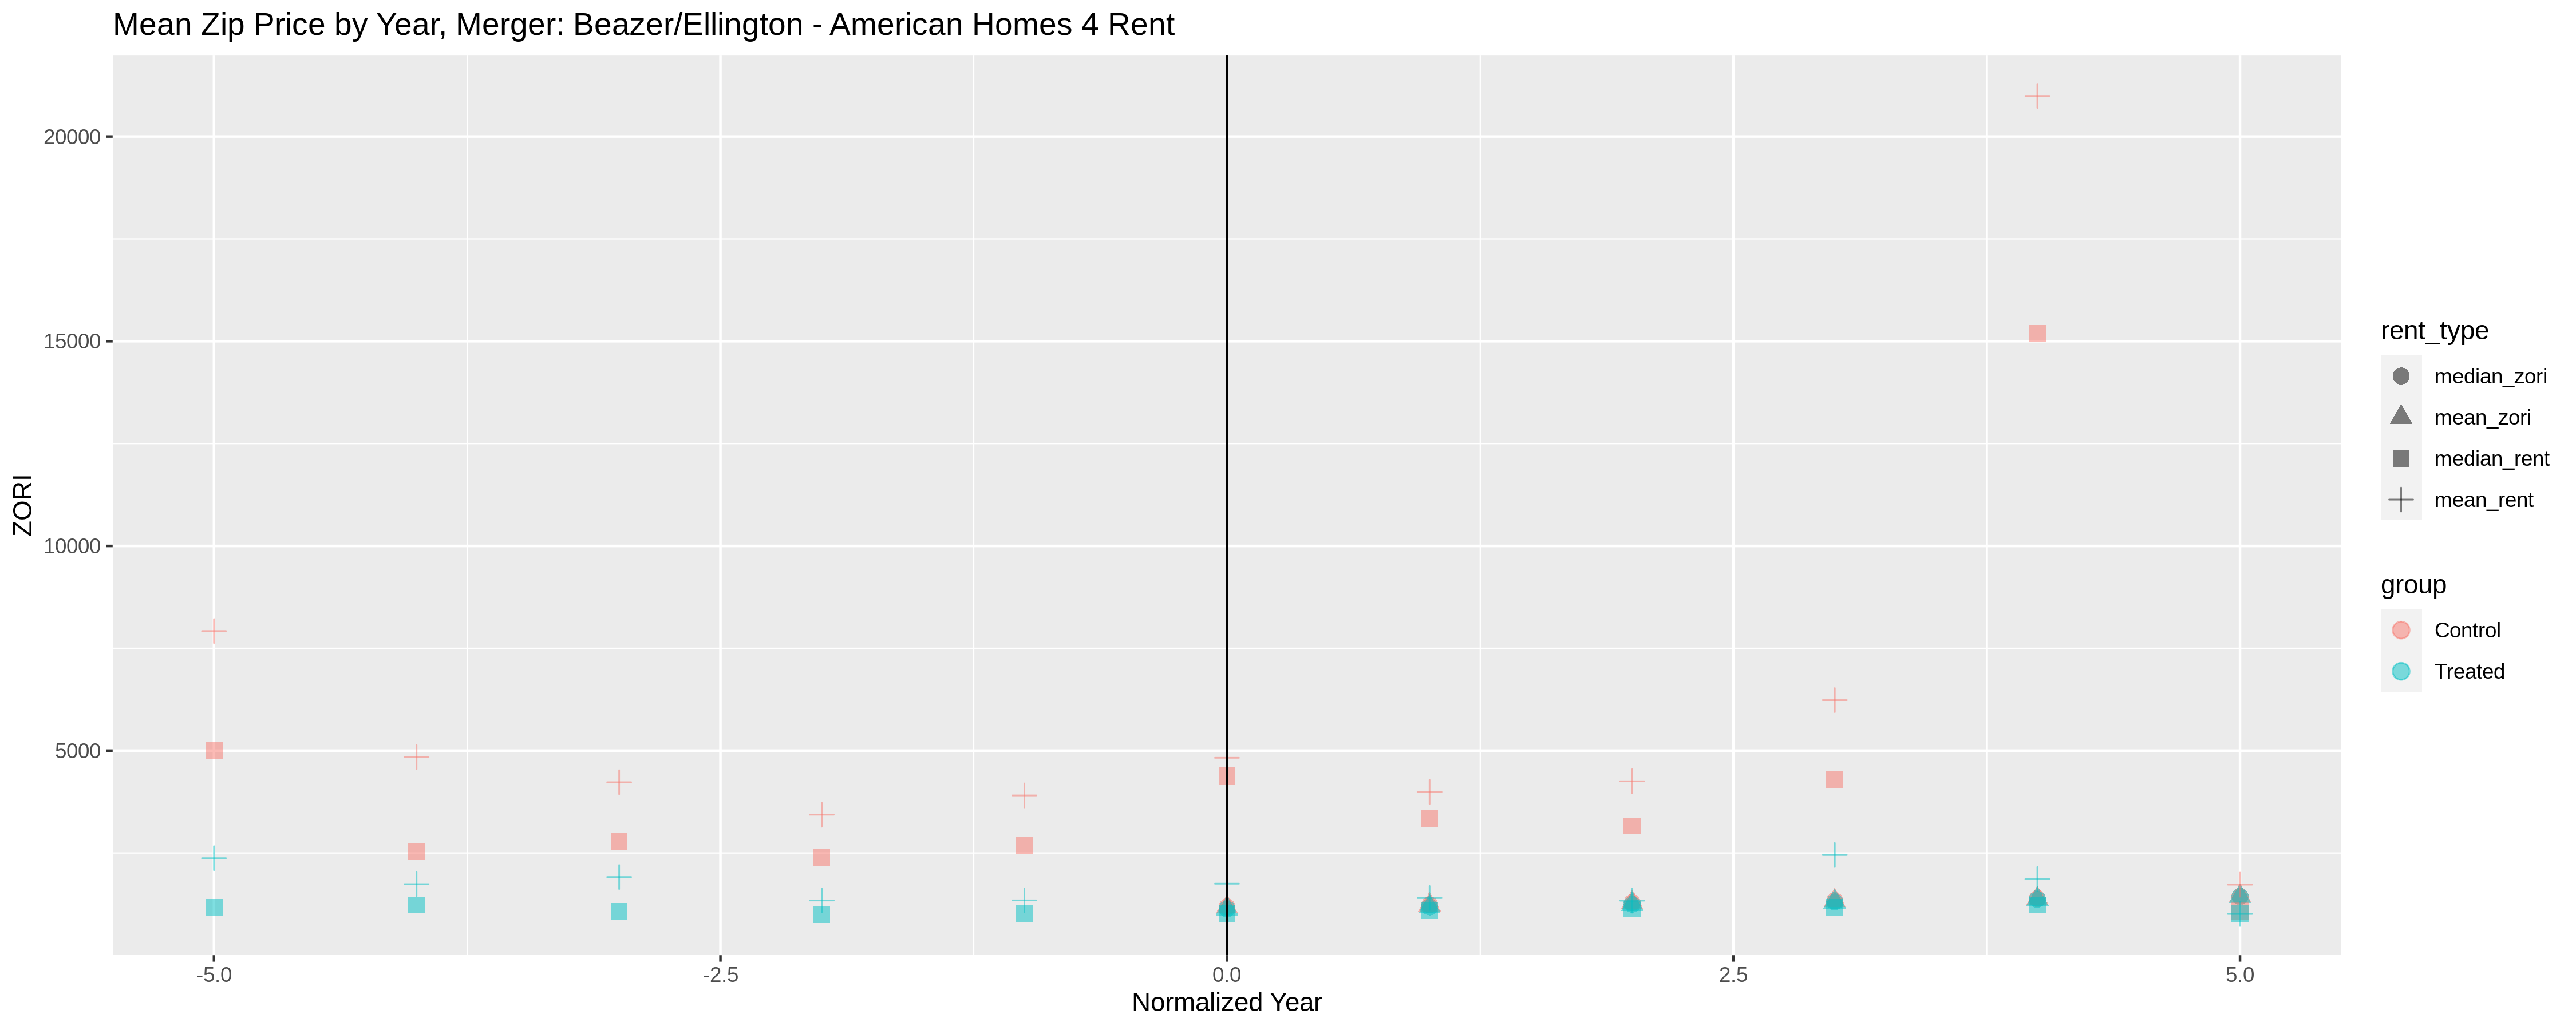 Mean Zip Price by Year, Merger: Beazer/Ellington - American Homes 4 Rent
ZORI
20000
15000
10000
5000
-5.0
-2.5
0.0
2.5
5.0
Normalized Year
rent_type
median_zori
mean_zori
median_rent
mean_rent
group
Control
Treated